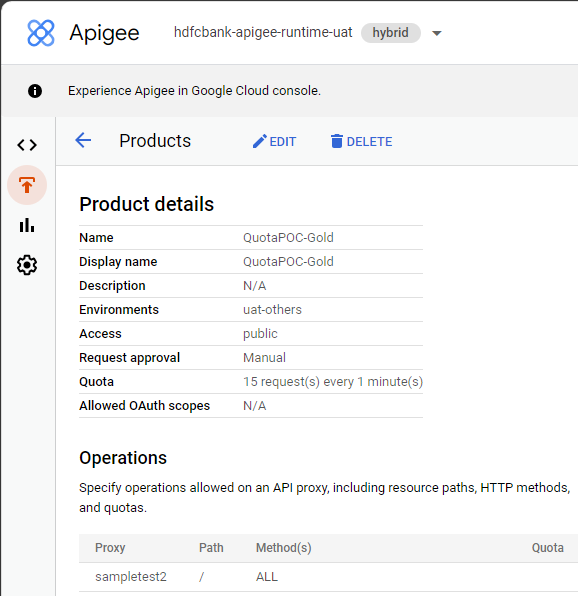 Apigee hdfcbank-apigee-runtime-uat hybrid
Experience Apigee in Google Cloud console.
Products EDIT DELETE
Product details
Name QuotaPOC-Gold
Display name QuotaPOC-Gold
Description N/A
Environments uat-others
Access public
Request approval Manual
Quota 15 request(s) every 1 minute(s)
Allowed OAuth scopes N/A
Operations
Specify operations allowed on an API proxy, including resource paths, HTTP methods,
and quotas.
Proxy Path Method(s) Quota
sampletest2 / ALL